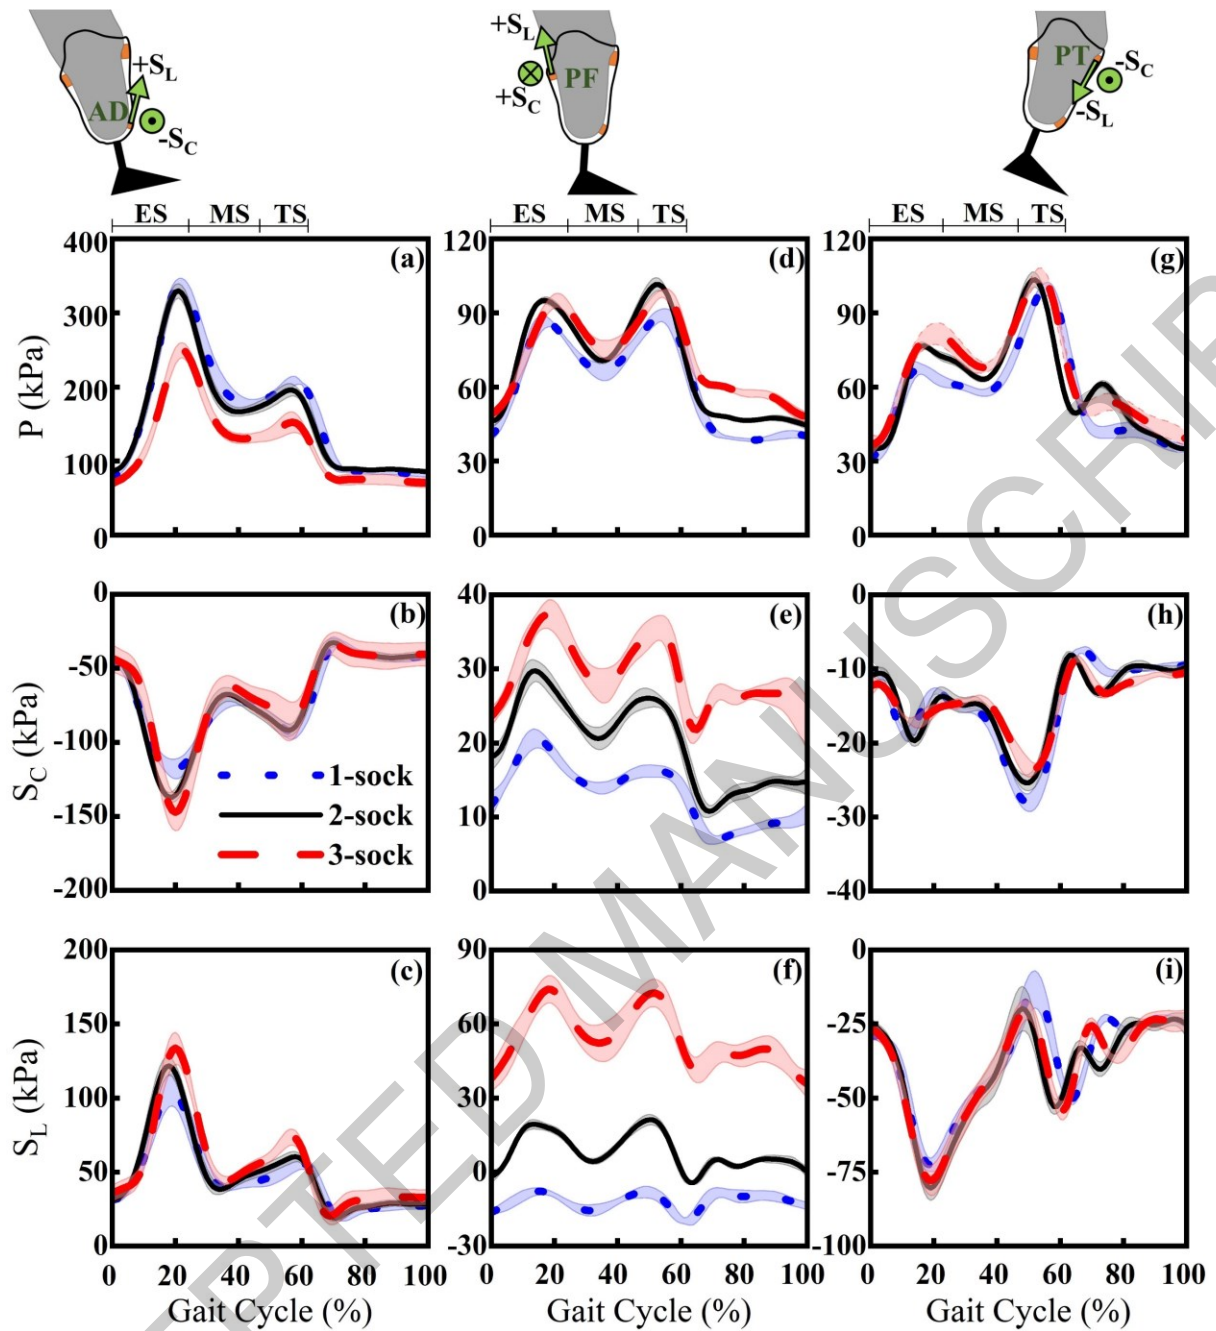 +S_L
AD
-S_C
+S_L
+S_C
PF
PT
-S_C
-S_L
ES MS TS
ES MS TS
ES MS TS
P (kPa)
400
300
200
100
0
(a)
120
90
60
30
0
(d)
120
90
60
30
0
(g)
S_C (kPa)
0
-50
-100
-150
-200
(b)
1-sock
2-sock
3-sock
40
30
20
10
0
(e)
0
-10
-20
-30
-40
(h)
S_L (kPa)
200
150
100
50
0
(c)
90
60
30
0
-30
(f)
-0
-25
-50
-75
-100
(i)
0 20 40 60 80 100
0 20 40 60 80 100
0 20 40 60 80 100
Gait Cycle (%)
Gait Cycle (%)
Gait Cycle (%)
EPTED MANUSCRIP